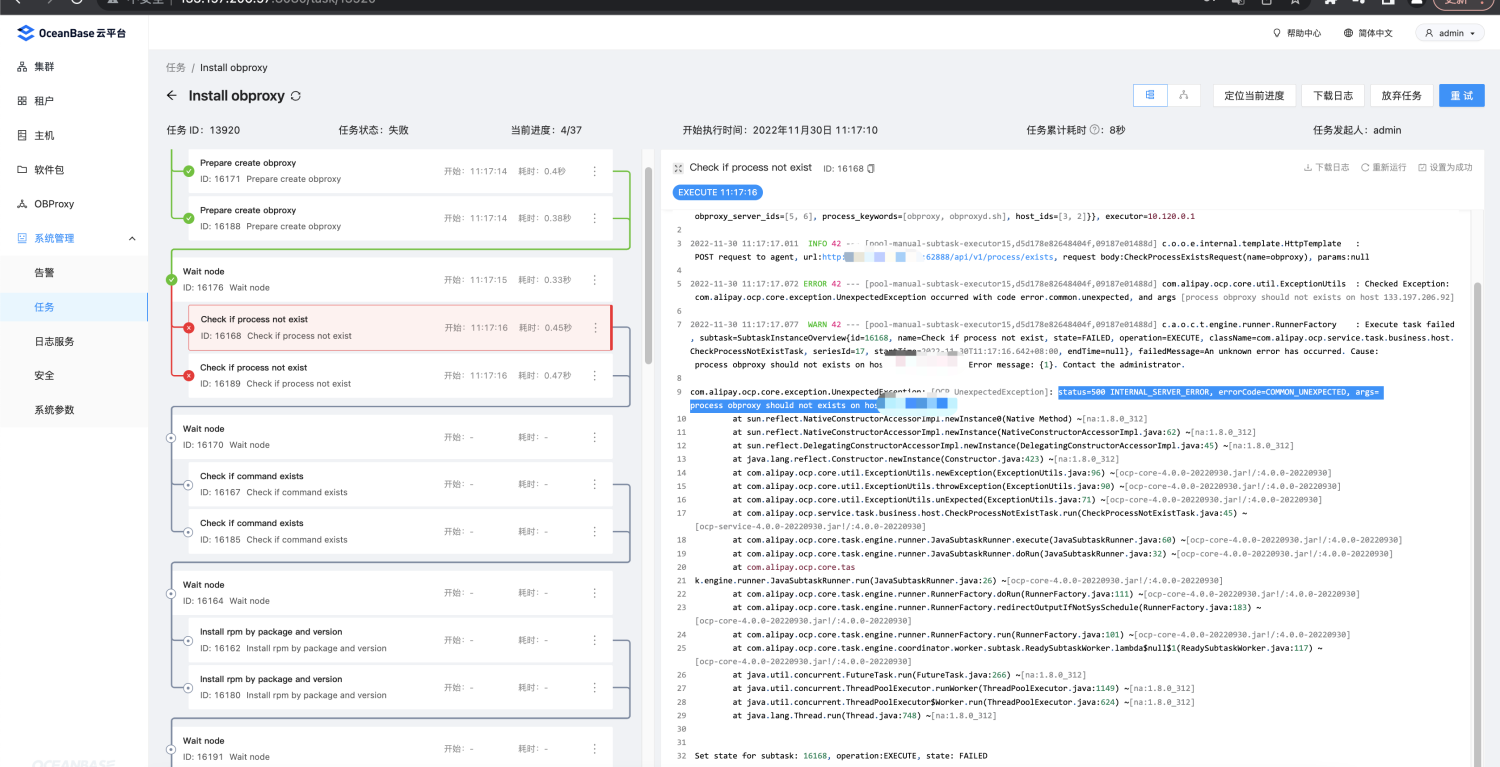 OceanBase 云平台
帮助中心
简体中文
admin
集群
租户
主机
软件包
OBProxy
系统管理
告警
任务
日志服务
安全
系统参数
任务 / Install obproxy
Install obproxy
定位当前进度
下载日志
放弃任务
重 试
任务 ID：13920
任务状态：失败
当前进度：4/37
开始执行时间：2022年11月30日 11:17:10
任务累计耗时：8秒
任务发起人：admin
Prepare create obproxy
ID: 16171 Prepare create obproxy
开始：11:17:14 耗时：0.4秒
Prepare create obproxy
ID: 16188 Prepare create obproxy
开始：11:17:14 耗时：0.38秒
Wait node
ID: 16176 Wait node
开始：11:17:15 耗时：0.33秒
Check if process not exist
ID: 16168 Check if process not exist
开始：11:17:16 耗时：0.45秒
Check if process not exist
ID: 16189 Check if process not exist
开始：11:17:16 耗时：0.47秒
Wait node
ID: 16170 Wait node
开始：- 耗时：-
Check if command exists
ID: 16167 Check if command exists
开始：- 耗时：-
Check if command exists
ID: 16185 Check if command exists
开始：- 耗时：-
Wait node
ID: 16164 Wait node
开始：- 耗时：-
Install rpm by package and version
ID: 16162 Install rpm by package and version
开始：- 耗时：-
Install rpm by package and version
ID: 16180 Install rpm by package and version
开始：- 耗时：-
Wait node
ID: 16191 Wait node
开始：- 耗时：-
Check if process not exist ID: 16168
下载日志 重新运行 设置为成功
EXECUTE 11:17:16
obproxy_server_ids=[5, 6], process_keywords=[obproxy, obproxyd.sh], host_ids=[3, 2]}}, executor=10.120.0.1
2
3 2022-11-30 11:17:17.011 INFO 42 --- [pool-manual-subtask-executor15,d5d178e82648404f,09187e01488d] c.o.o.e.internal.template.HttpTemplate :
POST request to agent, url:http: :62888/api/v1/process/exists, request body:CheckProcessExistsRequest(name=obproxy), params:null
4
5 2022-11-30 11:17:17.072 ERROR 42 --- [pool-manual-subtask-executor15,d5d178e82648404f,09187e01488d] com.alipay.ocp.core.util.ExceptionUtils : Checked Exception:
com.alipay.ocp.core.exception.UnexpectedException occurred with code error.common.unexpected, and args [process obproxy should not exists on host 133.197.206.92]
6
7 2022-11-30 11:17:17.077 WARN 42 --- [pool-manual-subtask-executor15,d5d178e82648404f,09187e01488d] c.a.o.c.t.engine.runner.RunnerFactory : Execute task failed
, subtask=SubtaskInstanceOverview{id=16168, name=Check if process not exist, state=FAILED, operation=EXECUTE, className=com.alipay.ocp.service.task.business.host.
CheckProcessNotExistTask, seriesId=17, startTime=2022-11-30T11:17:16.642+08:00, endTime=null}, failedMessage=An unknown error has occurred. Cause:
process obproxy should not exists on hos Error message: {1}. Contact the administrator.
8
9 com.alipay.ocp.core.exception.UnexpectedException: [OCP UnexpectedException]: status=500 INTERNAL_SERVER_ERROR, errorCode=COMMON_UNEXPECTED, args=
process obproxy should not exists on hos
10 at sun.reflect.NativeConstructorAccessorImpl.newInstance0(Native Method) ~[na:1.8.0_312]
11 at sun.reflect.NativeConstructorAccessorImpl.newInstance(NativeConstructorAccessorImpl.java:62) ~[na:1.8.0_312]
12 at sun.reflect.DelegatingConstructorAccessorImpl.newInstance(DelegatingConstructorAccessorImpl.java:45) ~[na:1.8.0_312]
13 at java.lang.reflect.Constructor.newInstance(Constructor.java:423) ~[na:1.8.0_312]
14 at com.alipay.ocp.core.util.ExceptionUtils.newException(ExceptionUtils.java:96) ~[ocp-core-4.0.0-20220930.jar!/:4.0.0-20220930]
15 at com.alipay.ocp.core.util.ExceptionUtils.throwException(ExceptionUtils.java:90) ~[ocp-core-4.0.0-20220930.jar!/:4.0.0-20220930]
16 at com.alipay.ocp.core.util.ExceptionUtils.unExpected(ExceptionUtils.java:71) ~[ocp-core-4.0.0-20220930.jar!/:4.0.0-20220930]
17 at com.alipay.ocp.service.task.business.host.CheckProcessNotExistTask.run(CheckProcessNotExistTask.java:45) ~
[ocp-service-4.0.0-20220930.jar!/:4.0.0-20220930]
18 at com.alipay.ocp.core.task.engine.runner.JavaSubtaskRunner.execute(JavaSubtaskRunner.java:60) ~[ocp-core-4.0.0-20220930.jar!/:4.0.0-20220930]
19 at com.alipay.ocp.core.task.engine.runner.JavaSubtaskRunner.doRun(JavaSubtaskRunner.java:32) ~[ocp-core-4.0.0-20220930.jar!/:4.0.0-20220930]
20 at com.alipay.ocp.core.tas
21 k.engine.runner.JavaSubtaskRunner.run(JavaSubtaskRunner.java:26) ~[ocp-core-4.0.0-20220930.jar!/:4.0.0-20220930]
22 at com.alipay.ocp.core.task.engine.runner.RunnerFactory.doRun(RunnerFactory.java:111) ~[ocp-core-4.0.0-20220930.jar!/:4.0.0-20220930]
23 at com.alipay.ocp.core.task.engine.runner.RunnerFactory.redirectOutputIfNotSysSchedule(RunnerFactory.java:183) ~
[ocp-core-4.0.0-20220930.jar!/:4.0.0-20220930]
24 at com.alipay.ocp.core.task.engine.runner.RunnerFactory.run(RunnerFactory.java:101) ~[ocp-core-4.0.0-20220930.jar!/:4.0.0-20220930]
25 at com.alipay.ocp.core.task.engine.coordinator.worker.subtask.ReadySubtaskWorker.lambda$null$1(ReadySubtaskWorker.java:117) ~
[ocp-core-4.0.0-20220930.jar!/:4.0.0-20220930]
26 at java.util.concurrent.FutureTask.run(FutureTask.java:266) ~[na:1.8.0_312]
27 at java.util.concurrent.ThreadPoolExecutor.runWorker(ThreadPoolExecutor.java:1149) ~[na:1.8.0_312]
28 at java.util.concurrent.ThreadPoolExecutor$Worker.run(ThreadPoolExecutor.java:624) ~[na:1.8.0_312]
29 at java.lang.Thread.run(Thread.java:748) ~[na:1.8.0_312]
30
31
32 Set state for subtask: 16168, operation:EXECUTE, state: FAILED